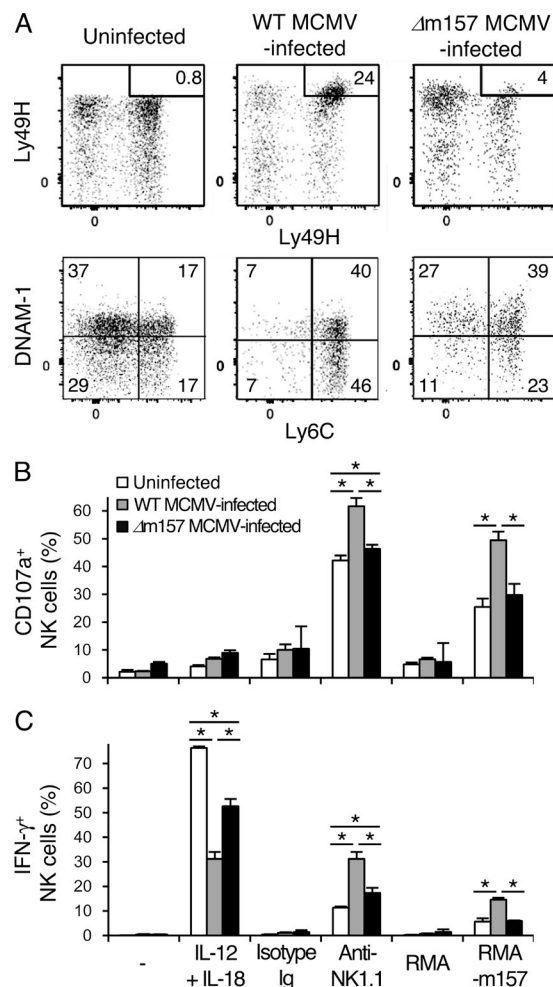 A
Uninfected
WT MCMV
-infected
Δm157 MCMV
-infected
0.8
24
4
Ly49H
0
0
0
0
Ly49H
37
17
29
17
7
40
7
46
27
39
11
23
DNAM-1
0
0
0
0
Ly6C
B
Uninfected
WT MCMV-infected
Δm157 MCMV-infected
CD107a+
NK cells (%)
60
50
40
30
20
10
0
* * *
* *
C
IFN-γ+
NK cells (%)
70
60
50
40
30
20
10
0
* * *
* * *
* *
-
IL-12
+ IL-18
Isotype
Ig
Anti-
NK1.1
RMA
RMA
-m157